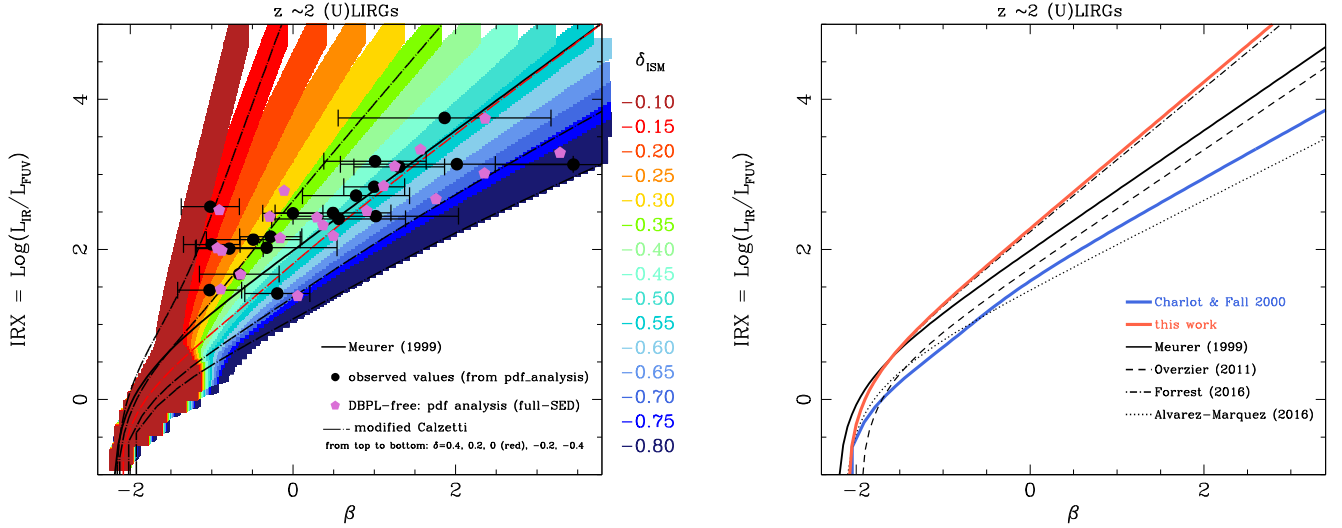 z ~2 (U)LIRGs
IRX = Log(L_IR/L_FUV)
4
2
0
−2
0
2
β
Meurer (1999)
observed values (from pdf_analysis)
DBPL-free: pdf analysis (full-SED)
modified Calzetti
from top to bottom: δ=0.4, 0.2, 0 (red), -0.2, -0.4
δ_ISM
−0.10
−0.15
−0.20
−0.25
−0.30
−0.35
−0.40
−0.45
−0.50
−0.55
−0.60
−0.65
−0.70
−0.75
−0.80
z ~2 (U)LIRGs
IRX = Log(L_IR/L_FUV)
4
2
0
−2
0
2
β
Charlot & Fall 2000
this work
Meurer (1999)
Overzier (2011)
Forrest (2016)
Alvarez-Marquez (2016)